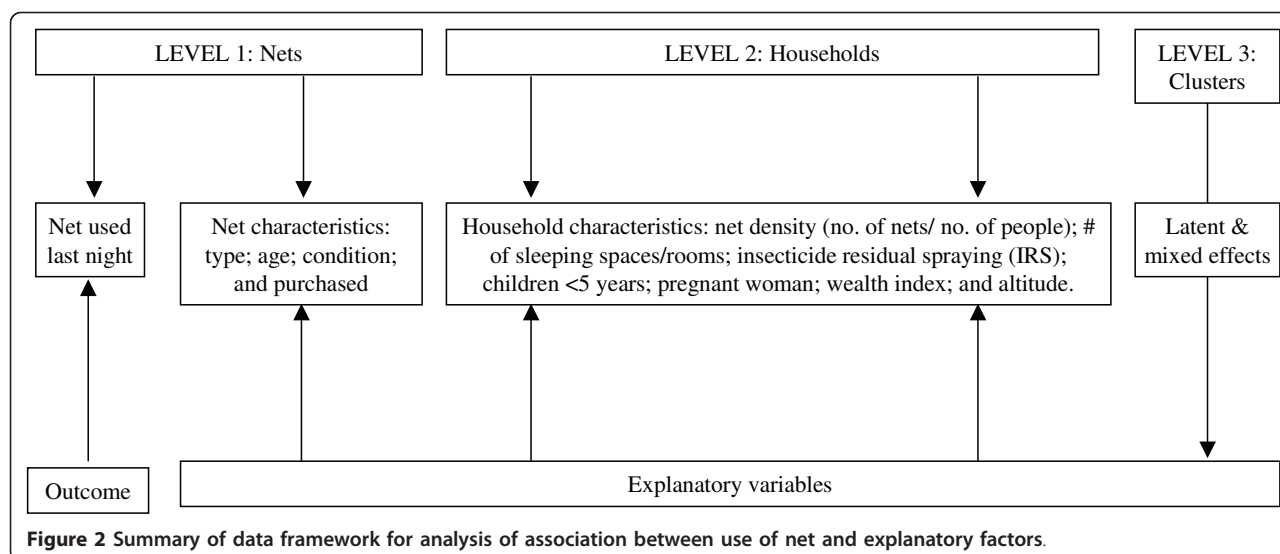 LEVEL 1: Nets
LEVEL 2: Households
LEVEL 3:
Clusters
Net used
last night
Net characteristics:
type; age; condition;
and purchased
Household characteristics: net density (no. of nets/ no. of people); #
of sleeping spaces/rooms; insecticide residual spraying (IRS);
children <5 years; pregnant woman; wealth index; and altitude.
Latent &
mixed effects
Outcome
Explanatory variables
Figure 2 Summary of data framework for analysis of association between use of net and explanatory factors.